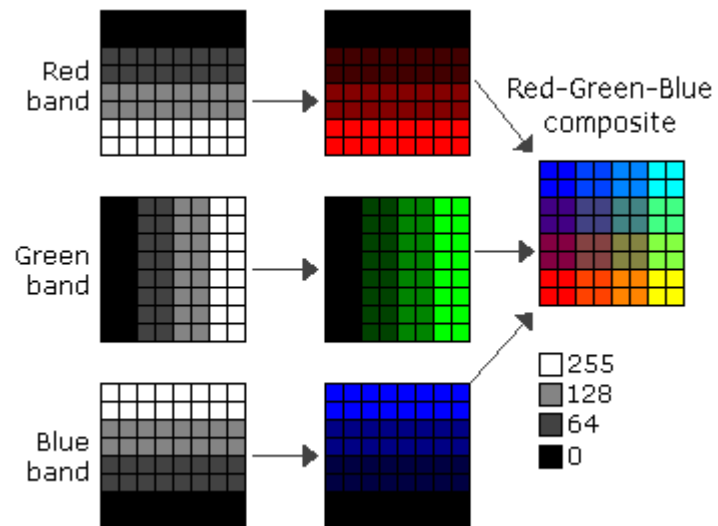 Red
band
Red-Green-Blue
composite
Green
band
255
128
64
0
Blue
band